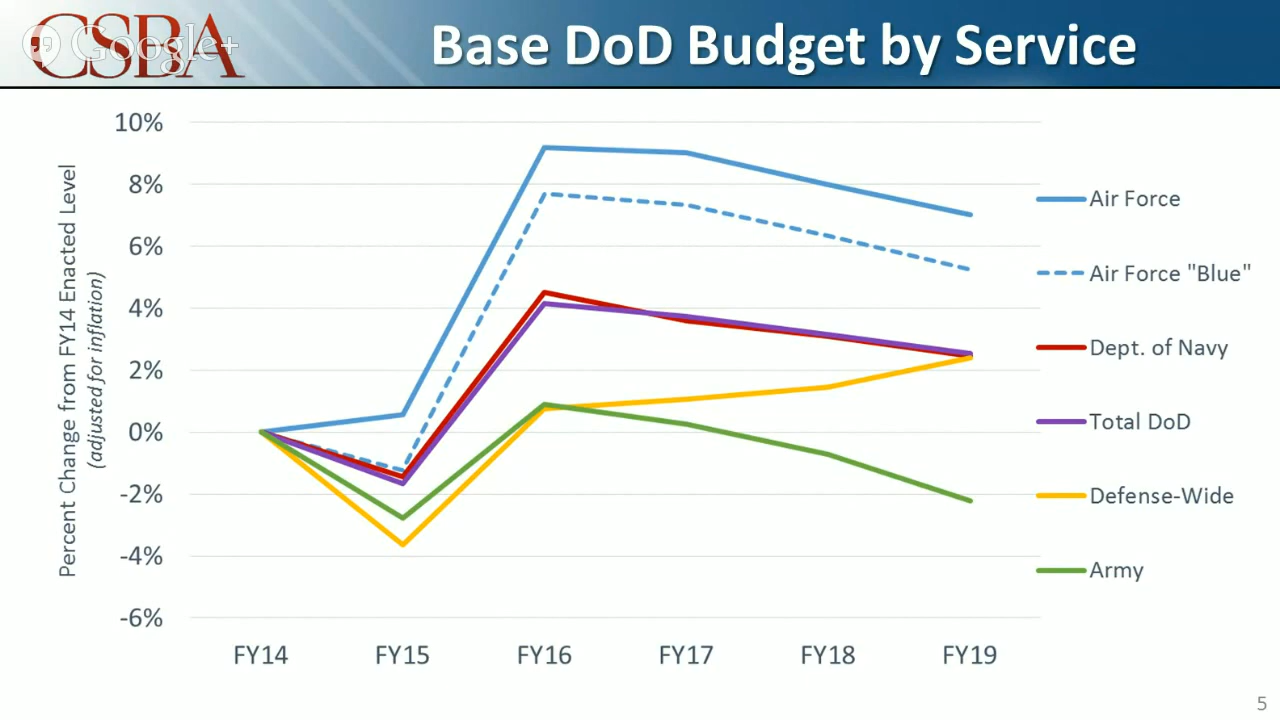 CSBA
Google+
Base DoD Budget by Service
Percent Change from FY14 Enacted Level
(adjusted for inflation)
10%
8%
6%
4%
2%
0%
-2%
-4%
-6%
FY14 FY15 FY16 FY17 FY18 FY19
Air Force
Air Force "Blue"
Dept. of Navy
Total DoD
Defense-Wide
Army
5